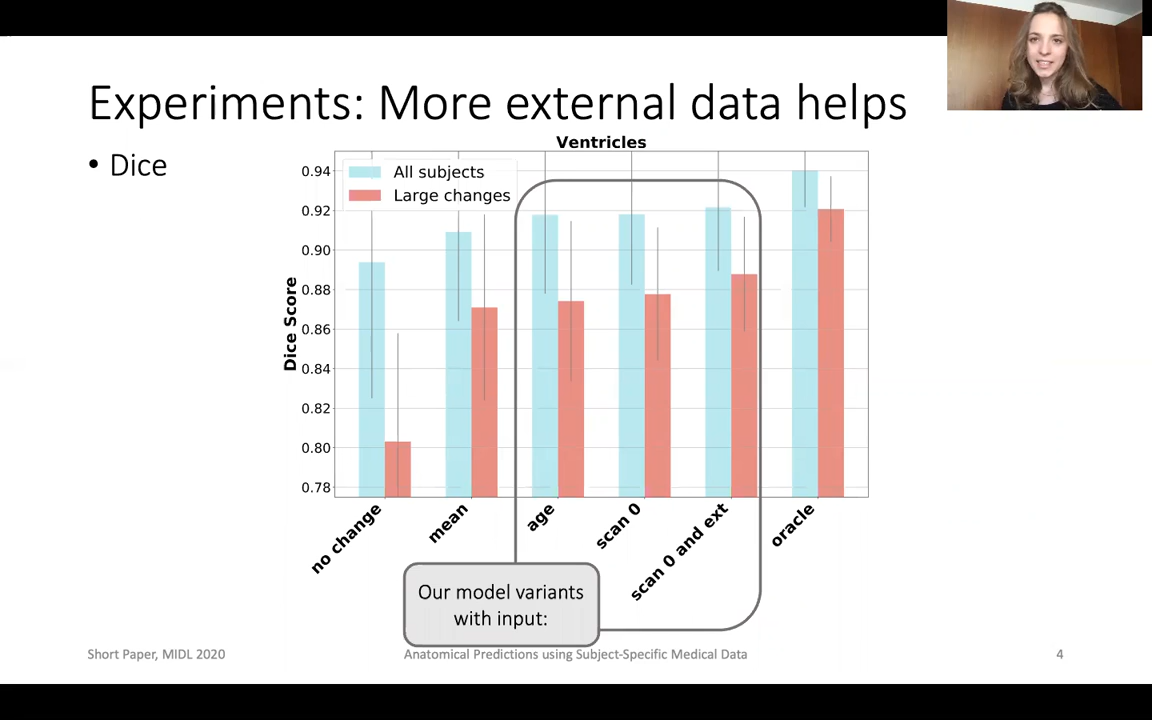 Experiments: More external data helps
• Dice
Ventricles
All subjects
Large changes
Dice Score
0.94
0.92
0.90
0.88
0.86
0.84
0.82
0.80
0.78
no change
mean
age
scan 0
scan 0 and ext
oracle
Our model variants
with input:
Short Paper, MIDL 2020
Anatomical Predictions using Subject-Specific Medical Data
4